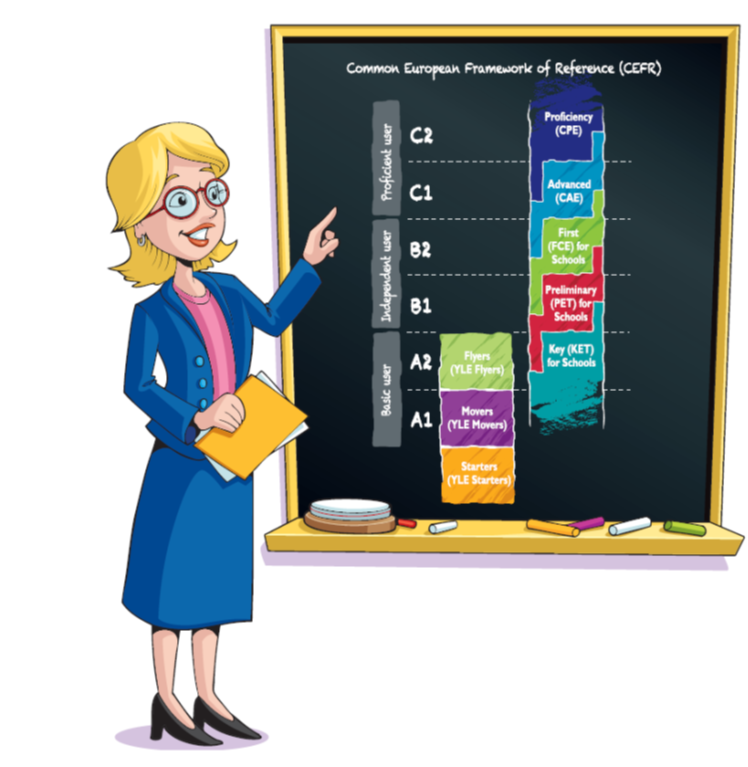 Common European Framework of Reference (CEFR)
Proficient user
C2
C1
Independent user
B2
B1
Basic user
A2
A1
Flyers
(YLE Flyers)
Movers
(YLE Movers)
Starters
(YLE Starters)
Proficiency
(CPE)
Advanced
(CAE)
First
(FCE) for
Schools
Preliminary
(PET) for
Schools
Key (KET)
for Schools